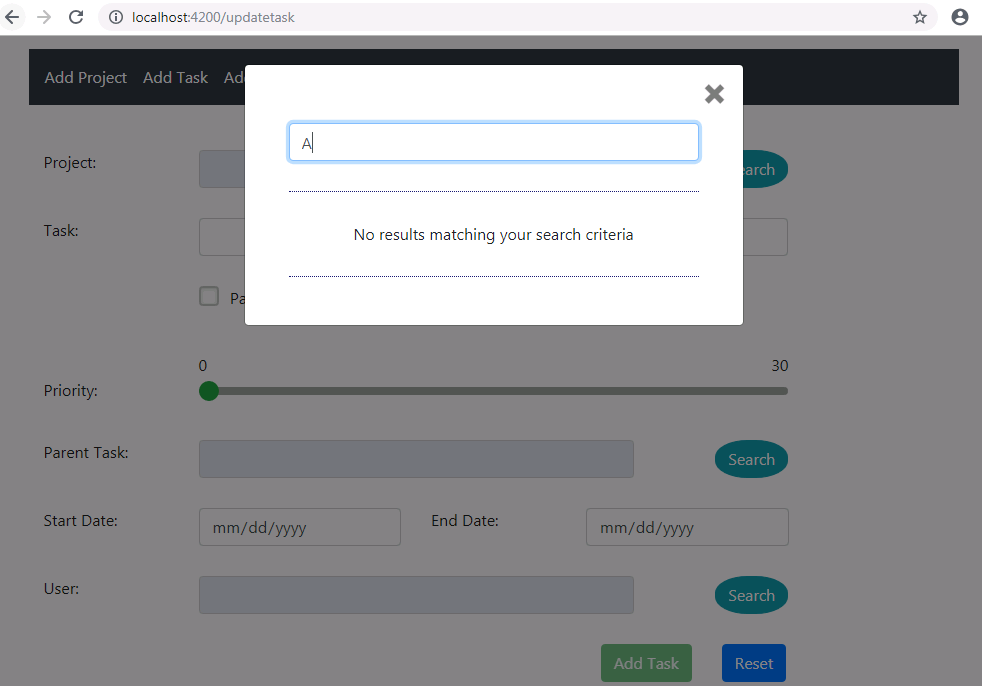 localhost:4200/updatetask
Add Project Add Task
A
Project:
No results matching your search criteria
Task:
0 30
Priority:
Parent Task: Search
Start Date: mm/dd/yyyy End Date: mm/dd/yyyy
User: Search
Add Task Reset